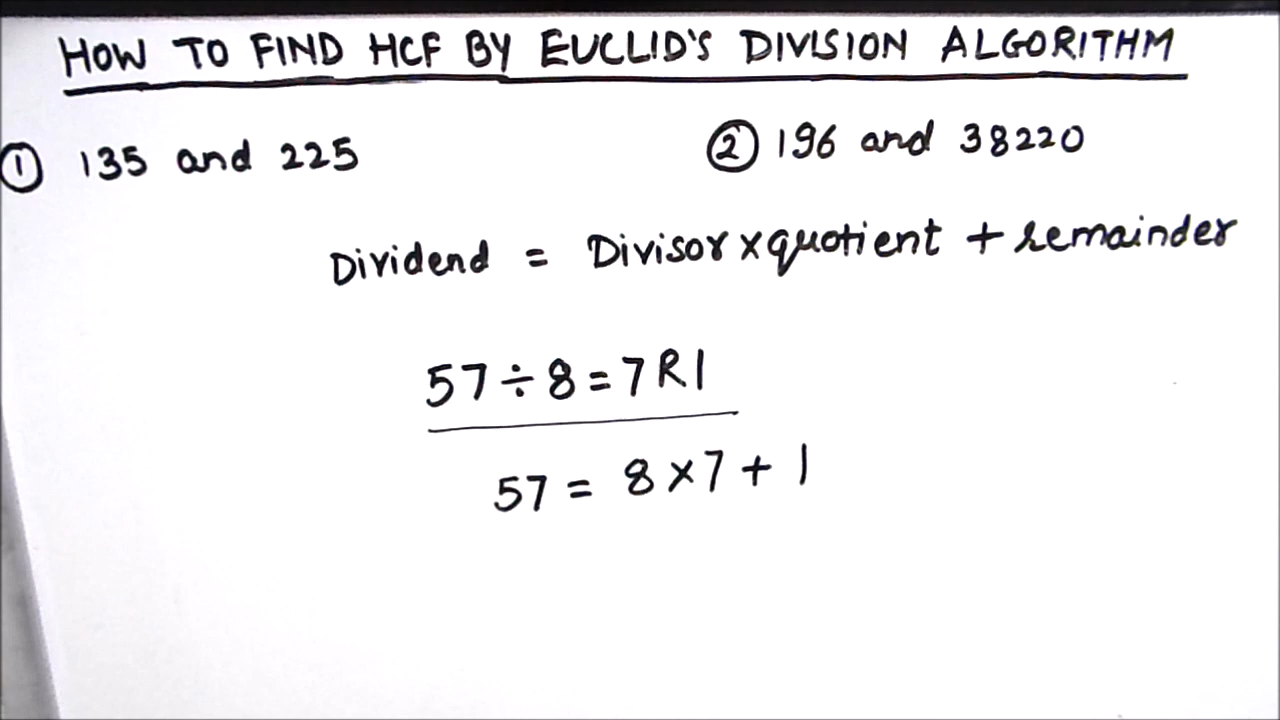 HOW TO FIND HCF BY EUCLID'S DIVISION ALGORITHM
① 135 and 225 ② 196 and 38220
Dividend = Divisor x quotient + remainder
57 ÷ 8 = 7 R 1
57 = 8 × 7 + 1